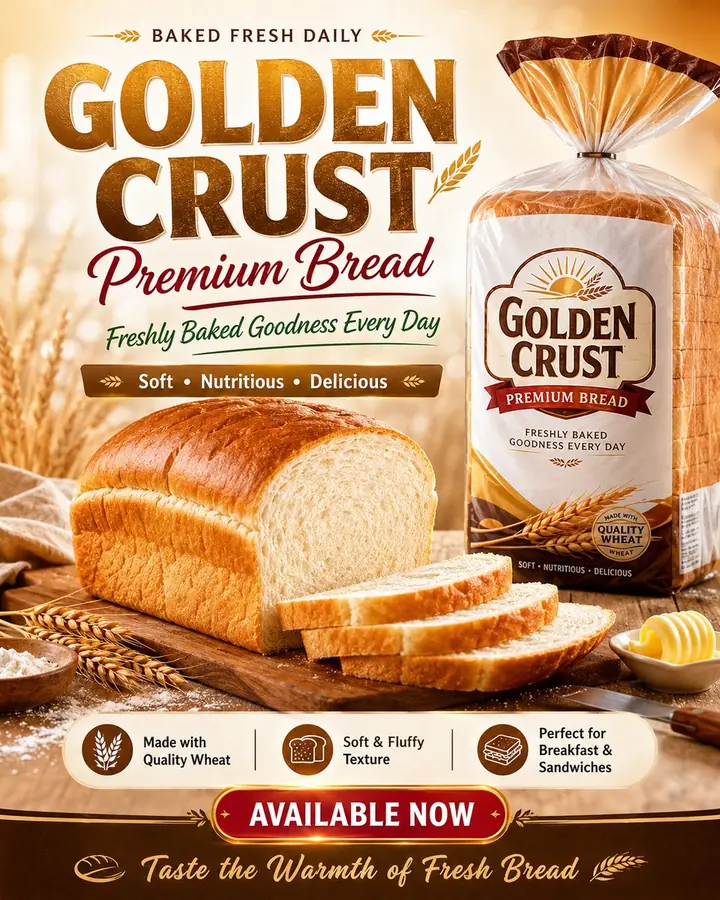 BAKED FRESH DAILY
GOLDEN
CRUST
Premium Bread
Freshly Baked Goodness Every Day
Soft • Nutritious • Delicious
GOLDEN
CRUST
PREMIUM BREAD
FRESHLY BAKED
GOODNESS EVERY DAY
MADE WITH
QUALITY
WHEAT
WHEAT
SOFT • NUTRITIOUS • DELICIOUS
Made with
Quality Wheat
Soft & Fluffy
Texture
Perfect for
Breakfast &
Sandwiches
AVAILABLE NOW
Taste the Warmth of Fresh Bread